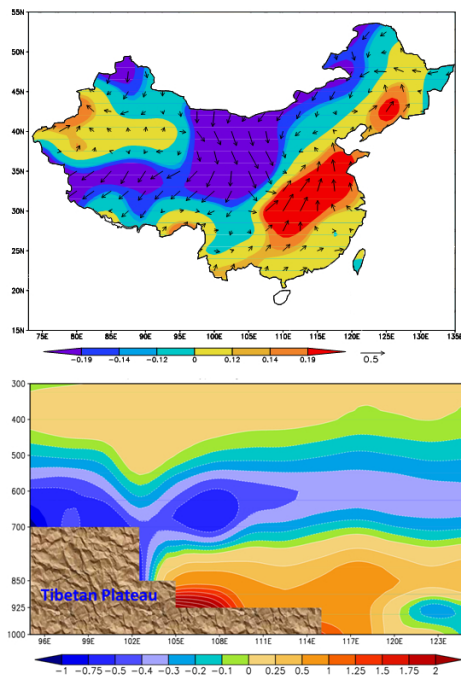 55N
50N
45N
40N
35N
30N
25N
20N
15N
75E 80E 85E 90E 95E 100E 105E 110E 115E 120E 125E 130E 135E
−0.19 −0.14 −0.12 0 0.12 0.14 0.19 0.5
300
400
500
600
700
850
Tibetan Plateau
925
1000
96E 99E 102E 105E 108E 111E 114E 117E 120E 123E
−1 −0.75 −0.5 −0.4 −0.3 −0.2 −0.1 0 0.25 0.5 1.25 1.5 1.75 2